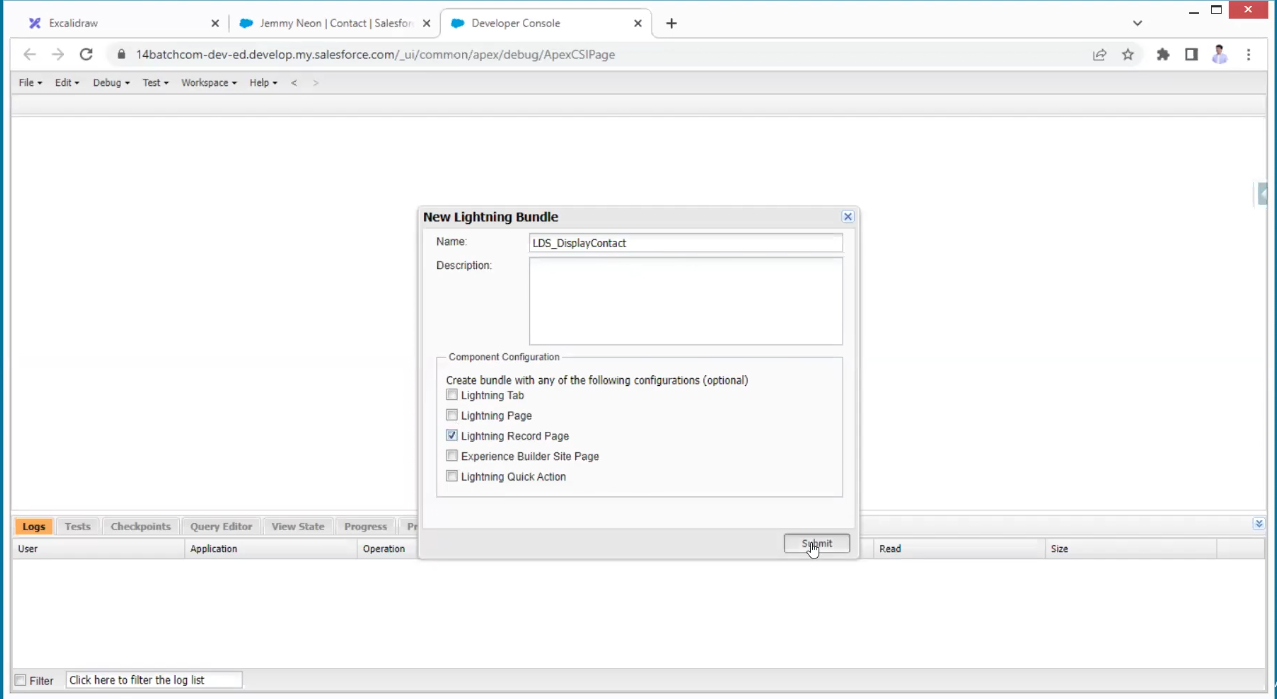 Excalidraw
Jemmy Neon | Contact | Salesfor
Developer Console
14batchcom-dev-ed.develop.my.salesforce.com/_ui/common/apex/debug/ApexCSIPage
File Edit Debug Test Workspace Help < >
New Lightning Bundle
Name: LDS_DisplayContact
Description:
Component Configuration
Create bundle with any of the following configurations (optional)
Lightning Tab
Lightning Page
Lightning Record Page
Experience Builder Site Page
Lightning Quick Action
Submit
Logs Tests Checkpoints Query Editor View State Progress Pr
User Application Operation Read Size
Filter Click here to filter the log list